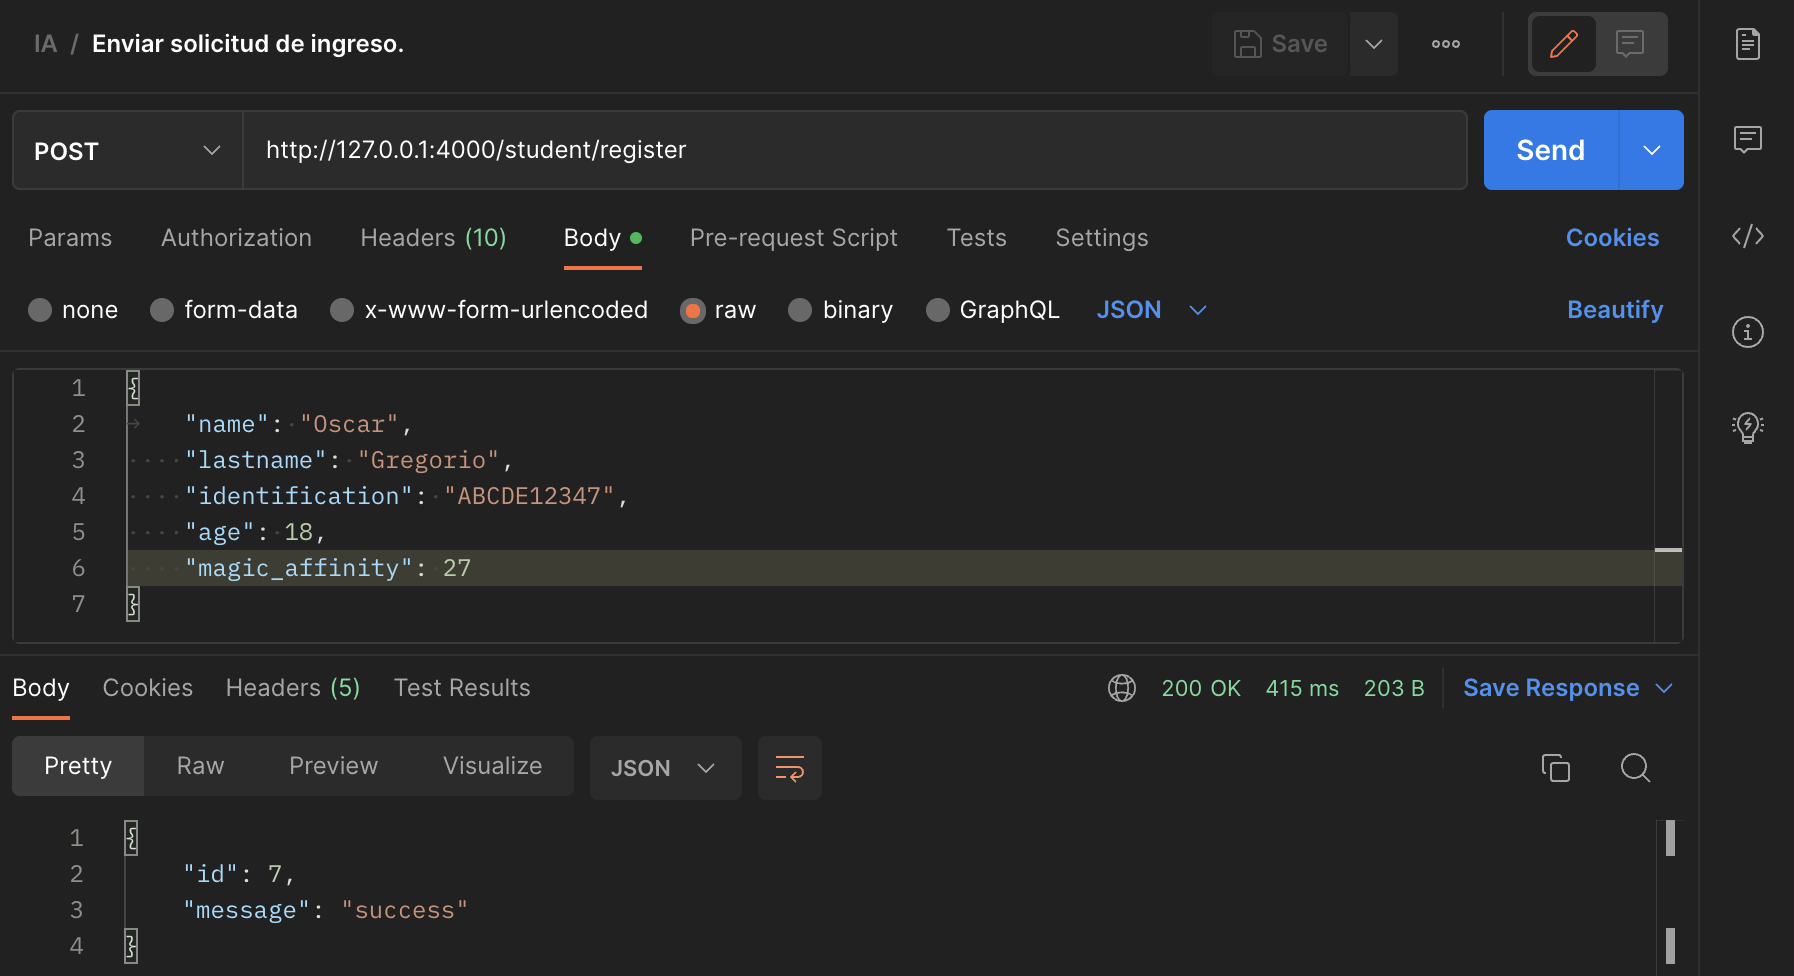 IA / Enviar solicitud de ingreso.
Save
POST
http://127.0.0.1:4000/student/register
Send
Params Authorization Headers (10) Body Pre-request Script Tests Settings Cookies
none form-data x-www-form-urlencoded raw binary GraphQL JSON Beautify
1 {
2 "name": "Oscar",
3 "lastname": "Gregorio",
4 "identification": "ABCDE12347",
5 "age": 18,
6 "magic_affinity": 27
7 }
Body Cookies Headers (5) Test Results 200 OK 415 ms 203 B Save Response
Pretty Raw Preview Visualize JSON
1 {
2 "id": 7,
3 "message": "success"
4 }